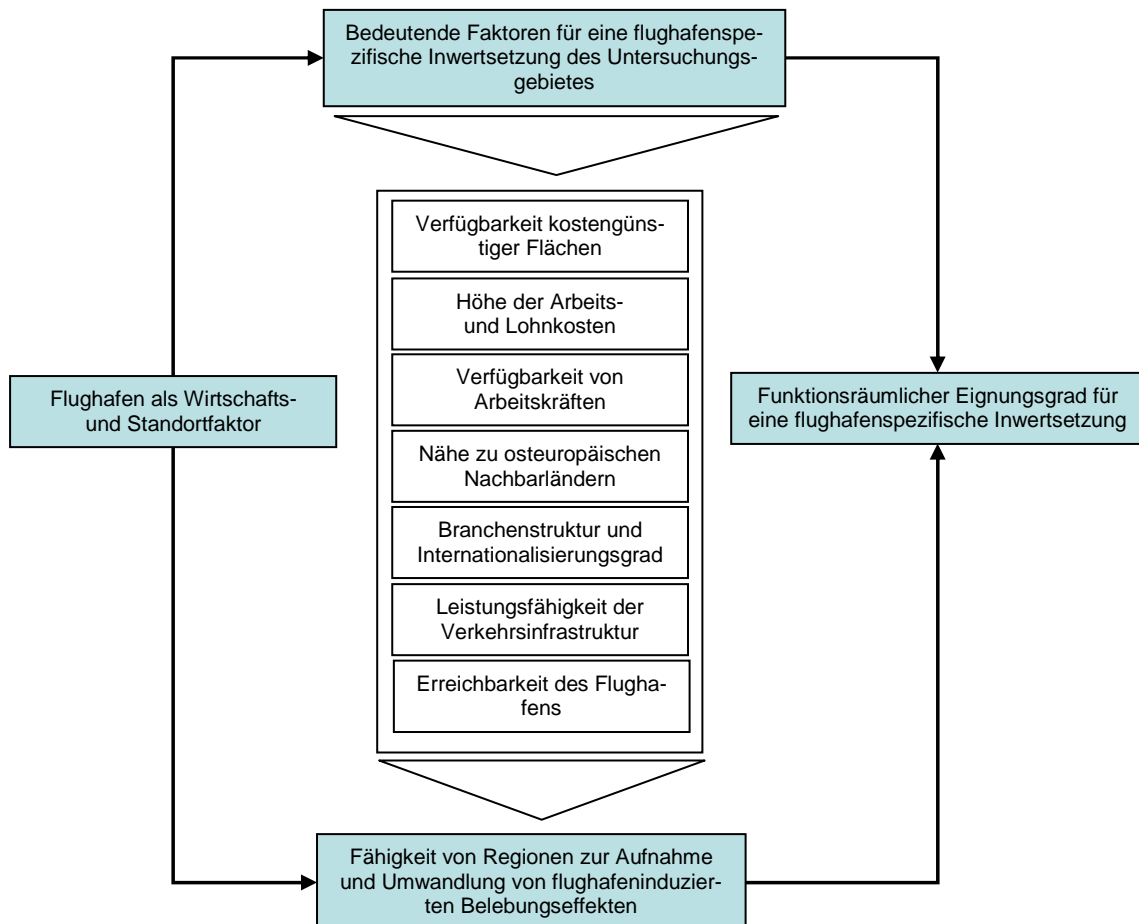 Bedeutende Faktoren für eine flughafenspe-
zifische Inwertsetzung des Untersuchungs-
gebietes
Verfügbarkeit kostengüns-
tiger Flächen
Höhe der Arbeits-
und Lohnkosten
Verfügbarkeit von
Arbeitskräften
Flughafen als Wirtschafts-
und Standortfaktor
Funktionsräumlicher Eignungsgrad für
eine flughafenspezifische Inwertsetzung
Nähe zu osteuropäischen
Nachbarländern
Branchenstruktur und
Internationalisierungsgrad
Leistungsfähigkeit der
Verkehrsinfrastruktur
Erreichbarkeit des Flugha-
fens
Fähigkeit von Regionen zur Aufnahme
und Umwandlung von flughafeninduzier-
ten Belebungseffekten